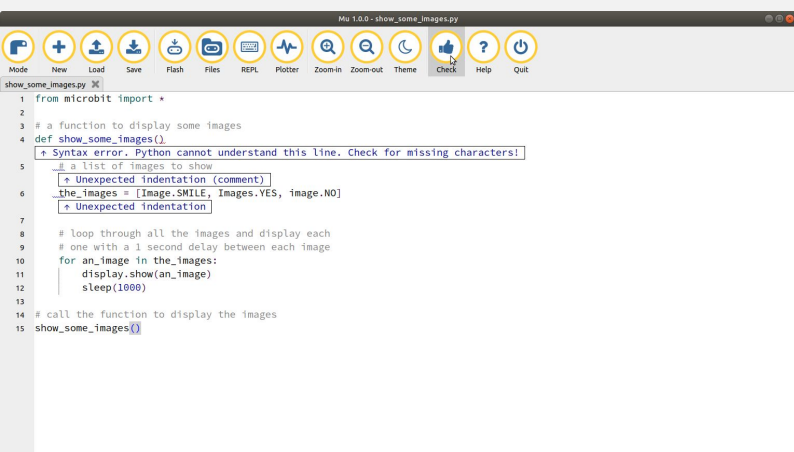 Mu 1.0.0 - show_some_images.py
Mode New Load Save Flash Files REPL Plotter Zoom-in Zoom-out Theme Check Help Quit
show_some_images.py
1 from microbit import *
2
3 # a function to display some images
4 def show_some_images()
↑ Syntax error. Python cannot understand this line. Check for missing characters!
5 # a list of images to show
↑ Unexpected indentation (comment)
6 the_images = [Image.SMILE, Images.YES, image.NO]
↑ Unexpected indentation
7
8 # loop through all the images and display each
9 # one with a 1 second delay between each image
10 for an_image in the_images:
11 display.show(an_image)
12 sleep(1000)
13
14 # call the function to display the images
15 show_some_images()